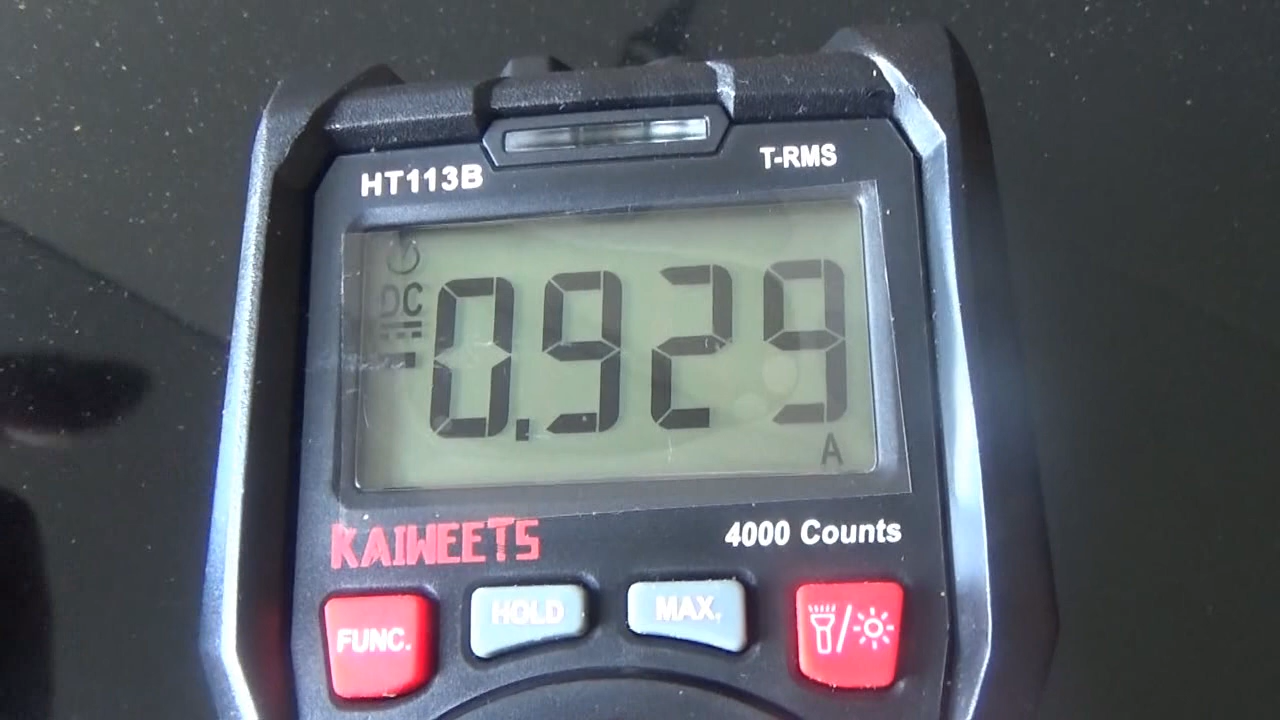 HT113B
T-RMS
DC
-0.929
A
KAIWEETS
4000 Counts
FUNC.
HOLD
MAX.
/